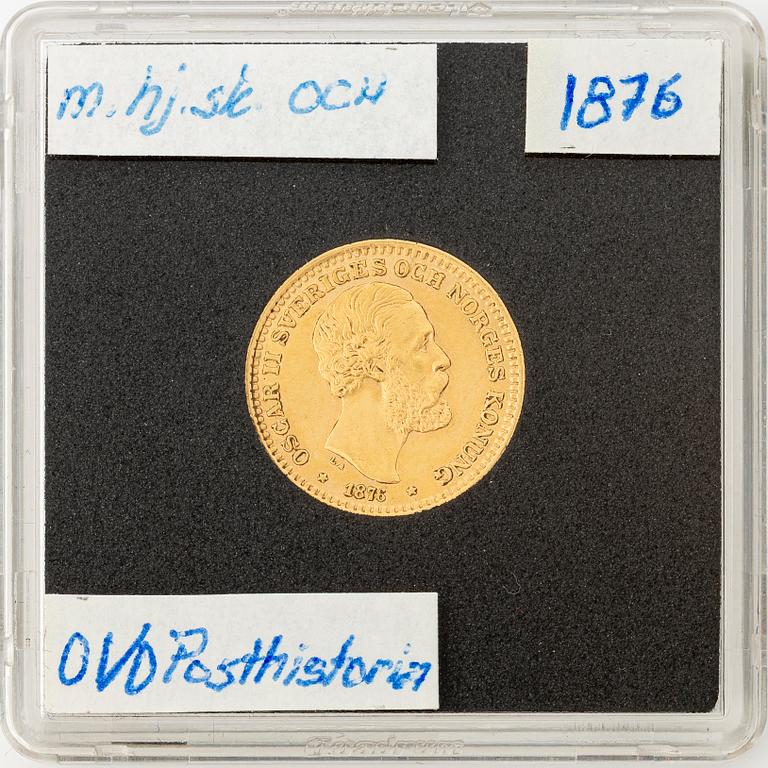 m. hj. sk. OCH
1876
OSCAR II SVERIGES OCH NORGES KONUNG
L A
1876
OVD Posthistoria